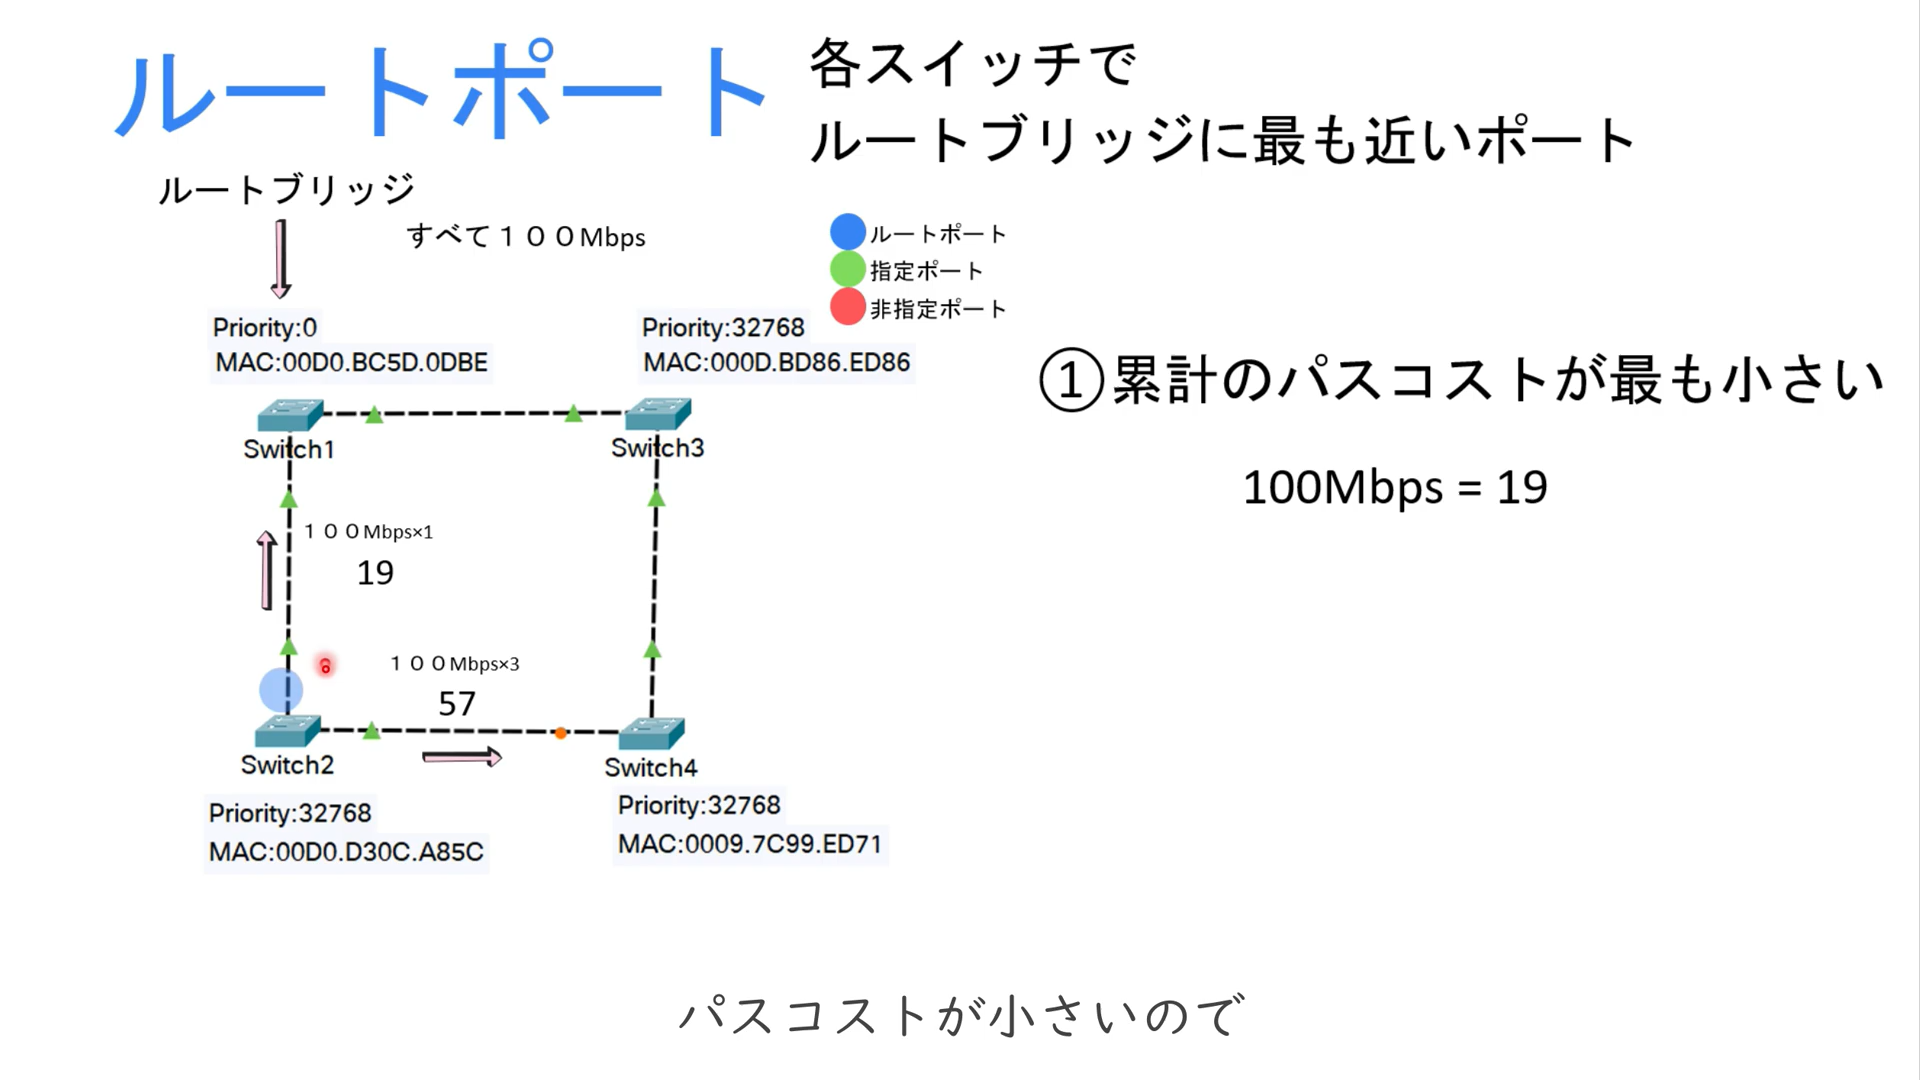 ルートポート
各スイッチで
ルートブリッジに最も近いポート
ルートブリッジ
すべて１００Mbps
ルートポート
指定ポート
非指定ポート
Priority:0
MAC:00D0.BC5D.0DBE
Priority:32768
MAC:000D.BD86.ED86
①累計のパスコストが最も小さい
100Mbps = 19
Switch1
Switch3
１００Mbps×1
19
１００Mbps×3
57
Switch2
Switch4
Priority:32768
MAC:00D0.D30C.A85C
Priority:32768
MAC:0009.7C99.ED71
パスコストが小さいので